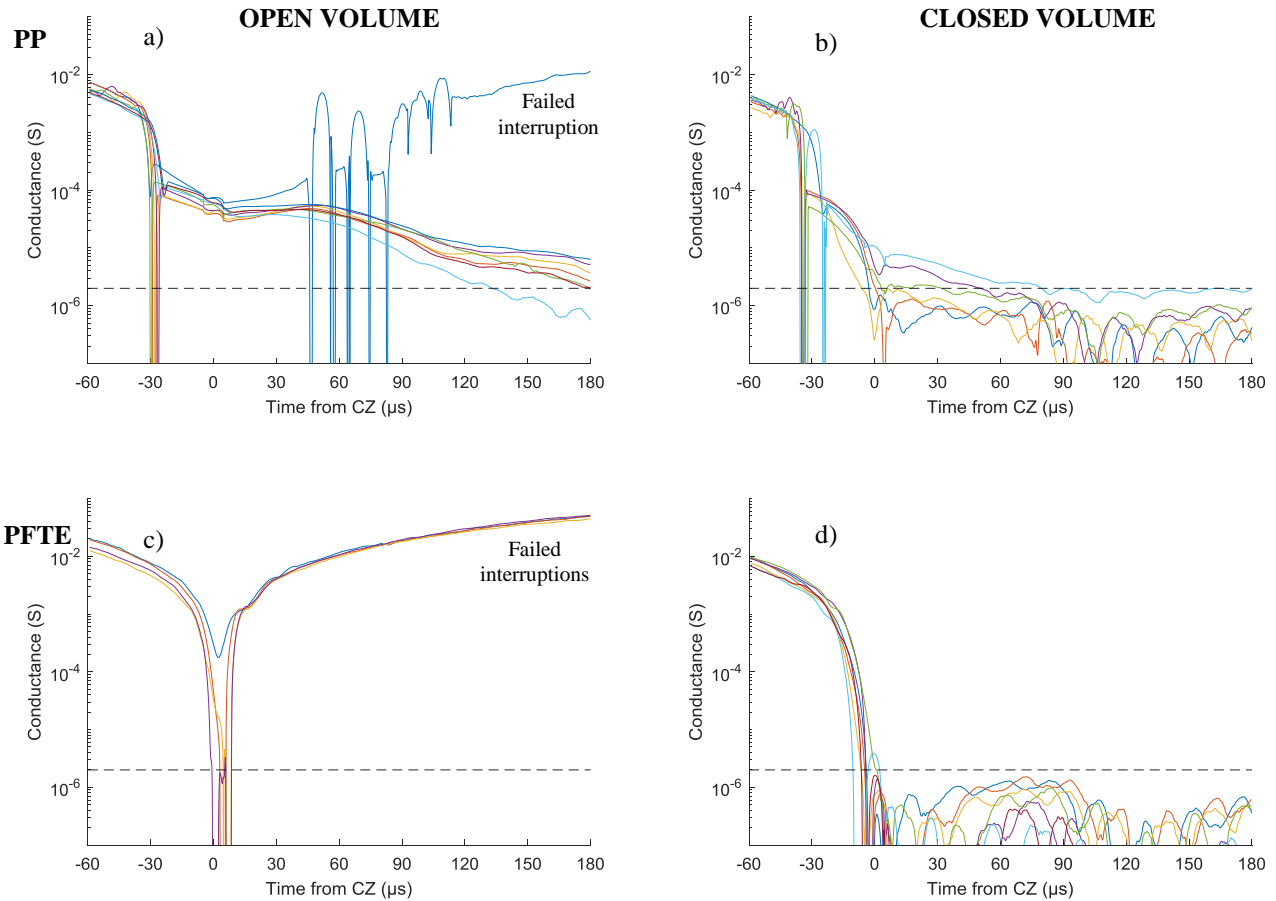 OPEN VOLUME
CLOSED VOLUME
PP
a)
b)
Failed
interruption
10-2
10-4
10-6
Conductance (S)
-60 -30 0 30 60 90 120 150 180
Time from CZ (µs)
10-2
10-4
10-6
Conductance (S)
-60 -30 0 30 60 90 120 150 180
Time from CZ (µs)
PFTE
c)
d)
Failed
interruptions
10-2
10-4
10-6
Conductance (S)
-60 -30 0 30 60 90 120 150 180
Time from CZ (µs)
10-2
10-4
10-6
Conductance (S)
-60 -30 0 30 60 90 120 150 180
Time from CZ (µs)